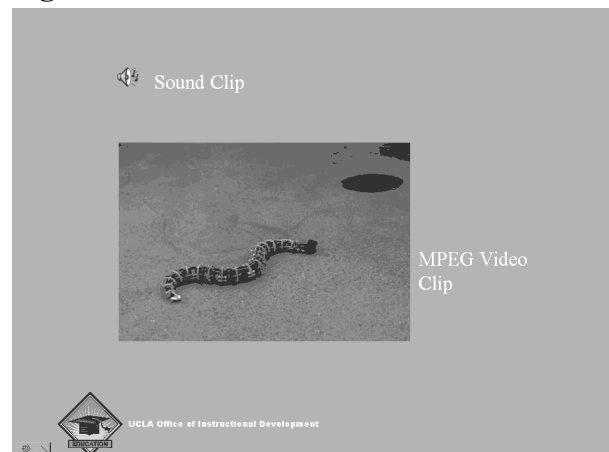 Sound Clip
MPEG Video
Clip
UCLA Office of Instructional Development
EDUCATION